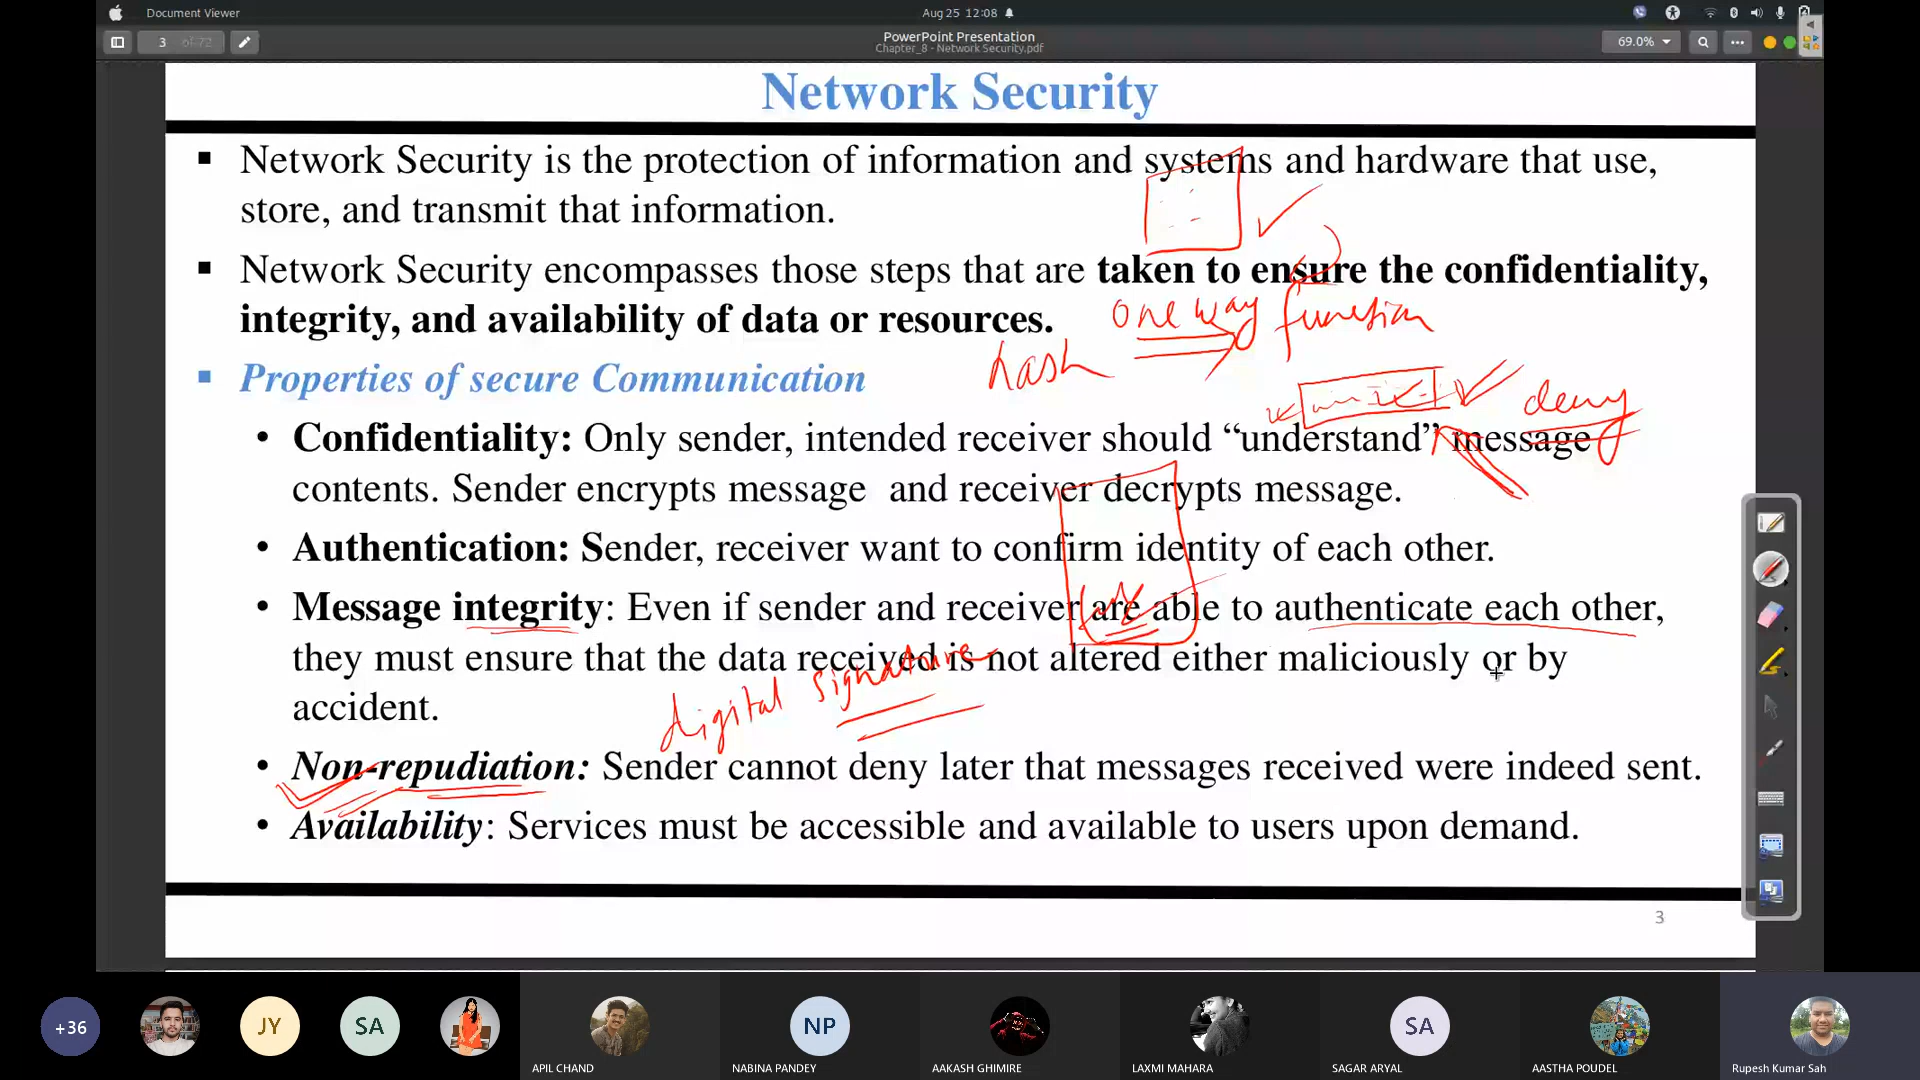 Document Viewer
Aug 25 12:08
3 of 72
PowerPoint Presentation
Chapter_8 - Network Security.pdf
69.0%
Network Security
▪ Network Security is the protection of information and systems and hardware that use,
store, and transmit that information.
▪ Network Security encompasses those steps that are taken to ensure the confidentiality,
integrity, and availability of data or resources.
one way function
hash
▪ Properties of secure Communication
deny
• Confidentiality: Only sender, intended receiver should “understand” message
contents. Sender encrypts message and receiver decrypts message.
• Authentication: Sender, receiver want to confirm identity of each other.
• Message integrity: Even if sender and receiver are able to authenticate each other,
they must ensure that the data received is not altered either maliciously or by
accident.
digital signature
• Non-repudiation: Sender cannot deny later that messages received were indeed sent.
• Availability: Services must be accessible and available to users upon demand.
3
+36
JY
SA
APIL CHAND
NP
NABINA PANDEY
AAKASH GHIMIRE
LAXMI MAHARA
SA
SAGAR ARYAL
AASTHA POUDEL
Rupesh Kumar Sah